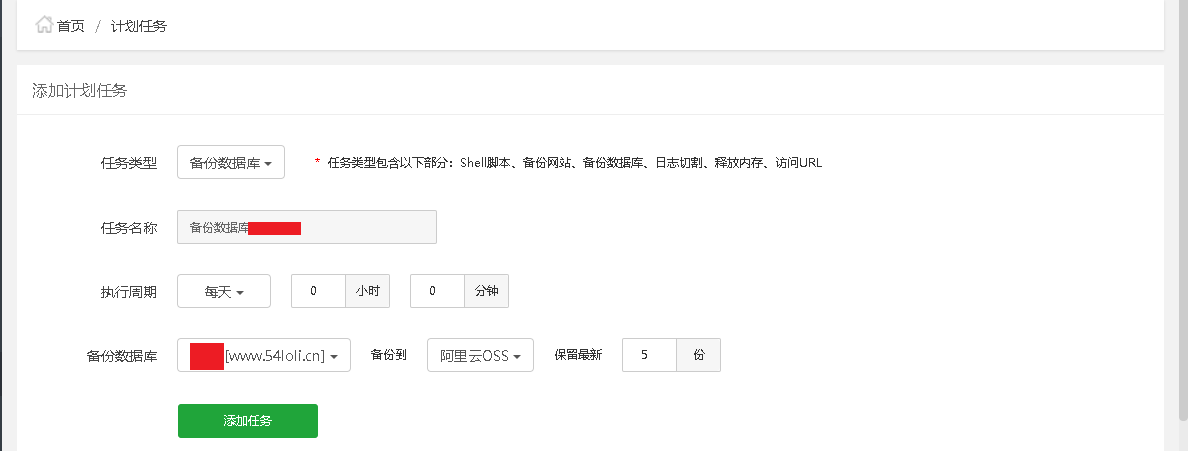 首页 / 计划任务
添加计划任务
任务类型 备份数据库 * 任务类型包含以下部分：Shell脚本、备份网站、备份数据库、日志切割、释放内存、访问URL
任务名称 备份数据库
执行周期 每天 0 小时 0 分钟
备份数据库 [www.54loli.cn] 备份到 阿里云OSS 保留最新 5 份
添加任务